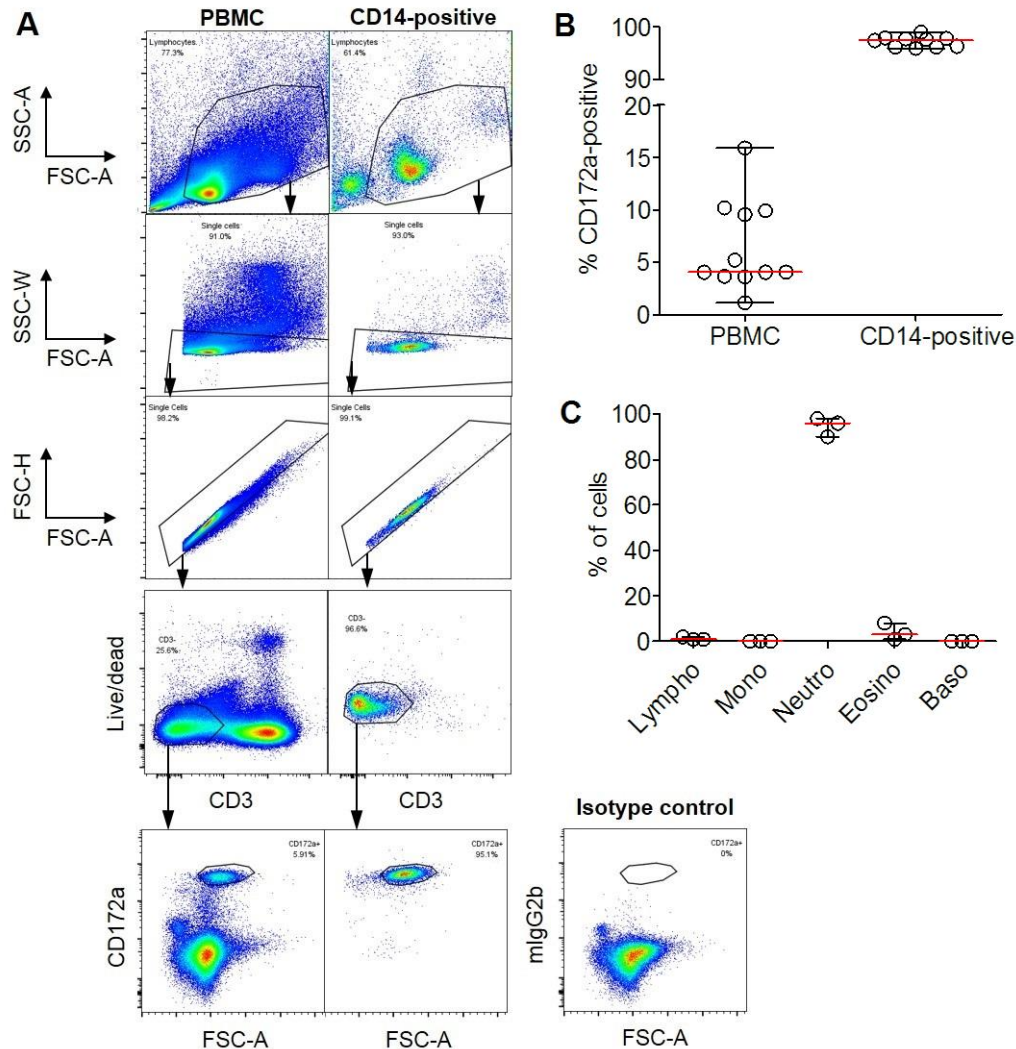 A
PBMC
CD14-positive
Lymphocytes
77.3%
Lymphocytes
61.4%
SSC-A
FSC-A
Single cells
91.0%
Single cells
93.0%
SSC-W
FSC-A
Single Cells
98.2%
Single Cells
99.1%
FSC-H
FSC-A
CD3-
25.6%
CD3-
96.6%
Live/dead
CD3
CD3
CD172a+
5.91%
CD172a+
95.1%
CD172a
FSC-A
FSC-A
Isotype control
CD172a+
0%
mIgG2b
FSC-A
B
% CD172a-positive
100
90
20
15
10
5
0
PBMC
CD14-positive
C
% of cells
100
80
60
40
20
0
Lympho
Mono
Neutro
Eosino
Baso